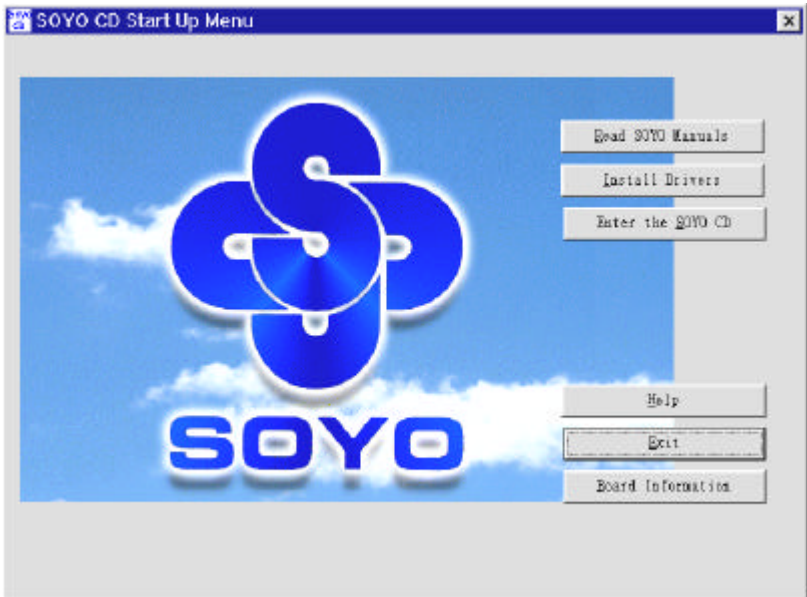 SOYO CD Start Up Menu
Read SOYO Manuals
Install Drivers
Enter the SOYO CD
SOYO
Help
Exit
Board Information